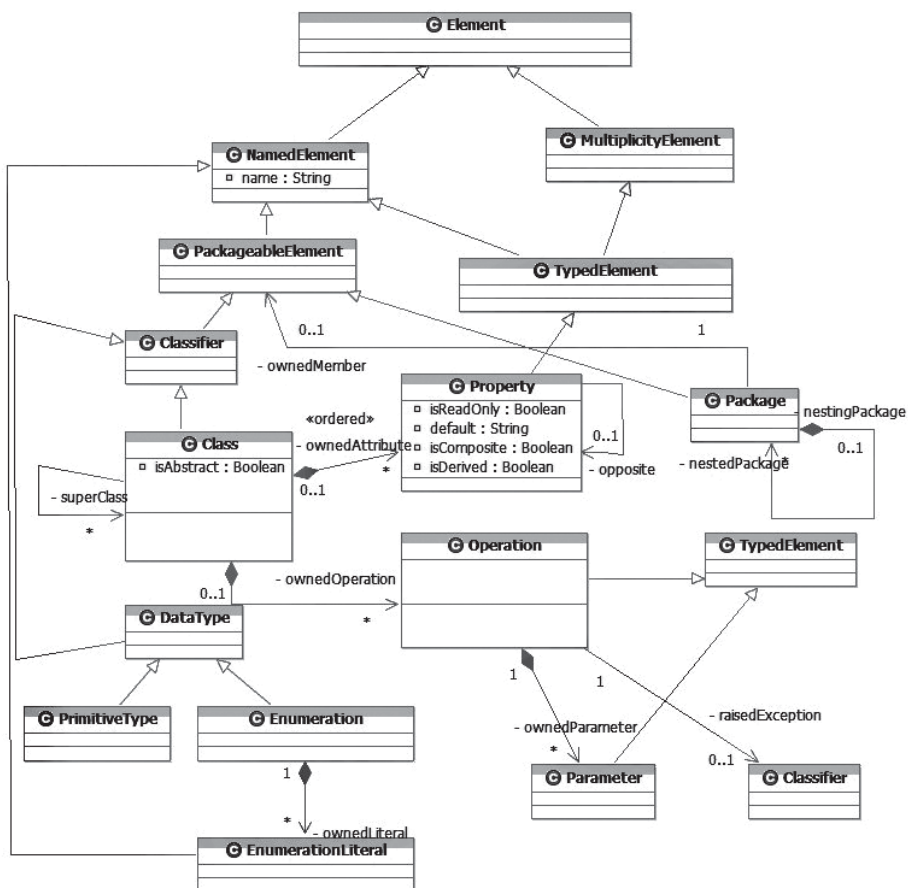 Element
MultiplicityElement
NamedElement
name : String
PackageableElement
TypedElement
0..1
1
Classifier
- ownedMember
Property
isReadOnly : Boolean
default : String
isComposite : Boolean
isDerived : Boolean
0..1
- opposite
Package
- nestingPackage
0..1
- nestedPackage
*
«ordered»
- ownedAttribute
*
0..1
Class
isAbstract : Boolean
- superClass
*
0..1
- ownedOperation
*
Operation
TypedElement
DataType
1
1
- raisedException
PrimitiveType
Enumeration
- ownedParameter
*
0..1
1
Parameter
Classifier
*
- ownedLiteral
EnumerationLiteral